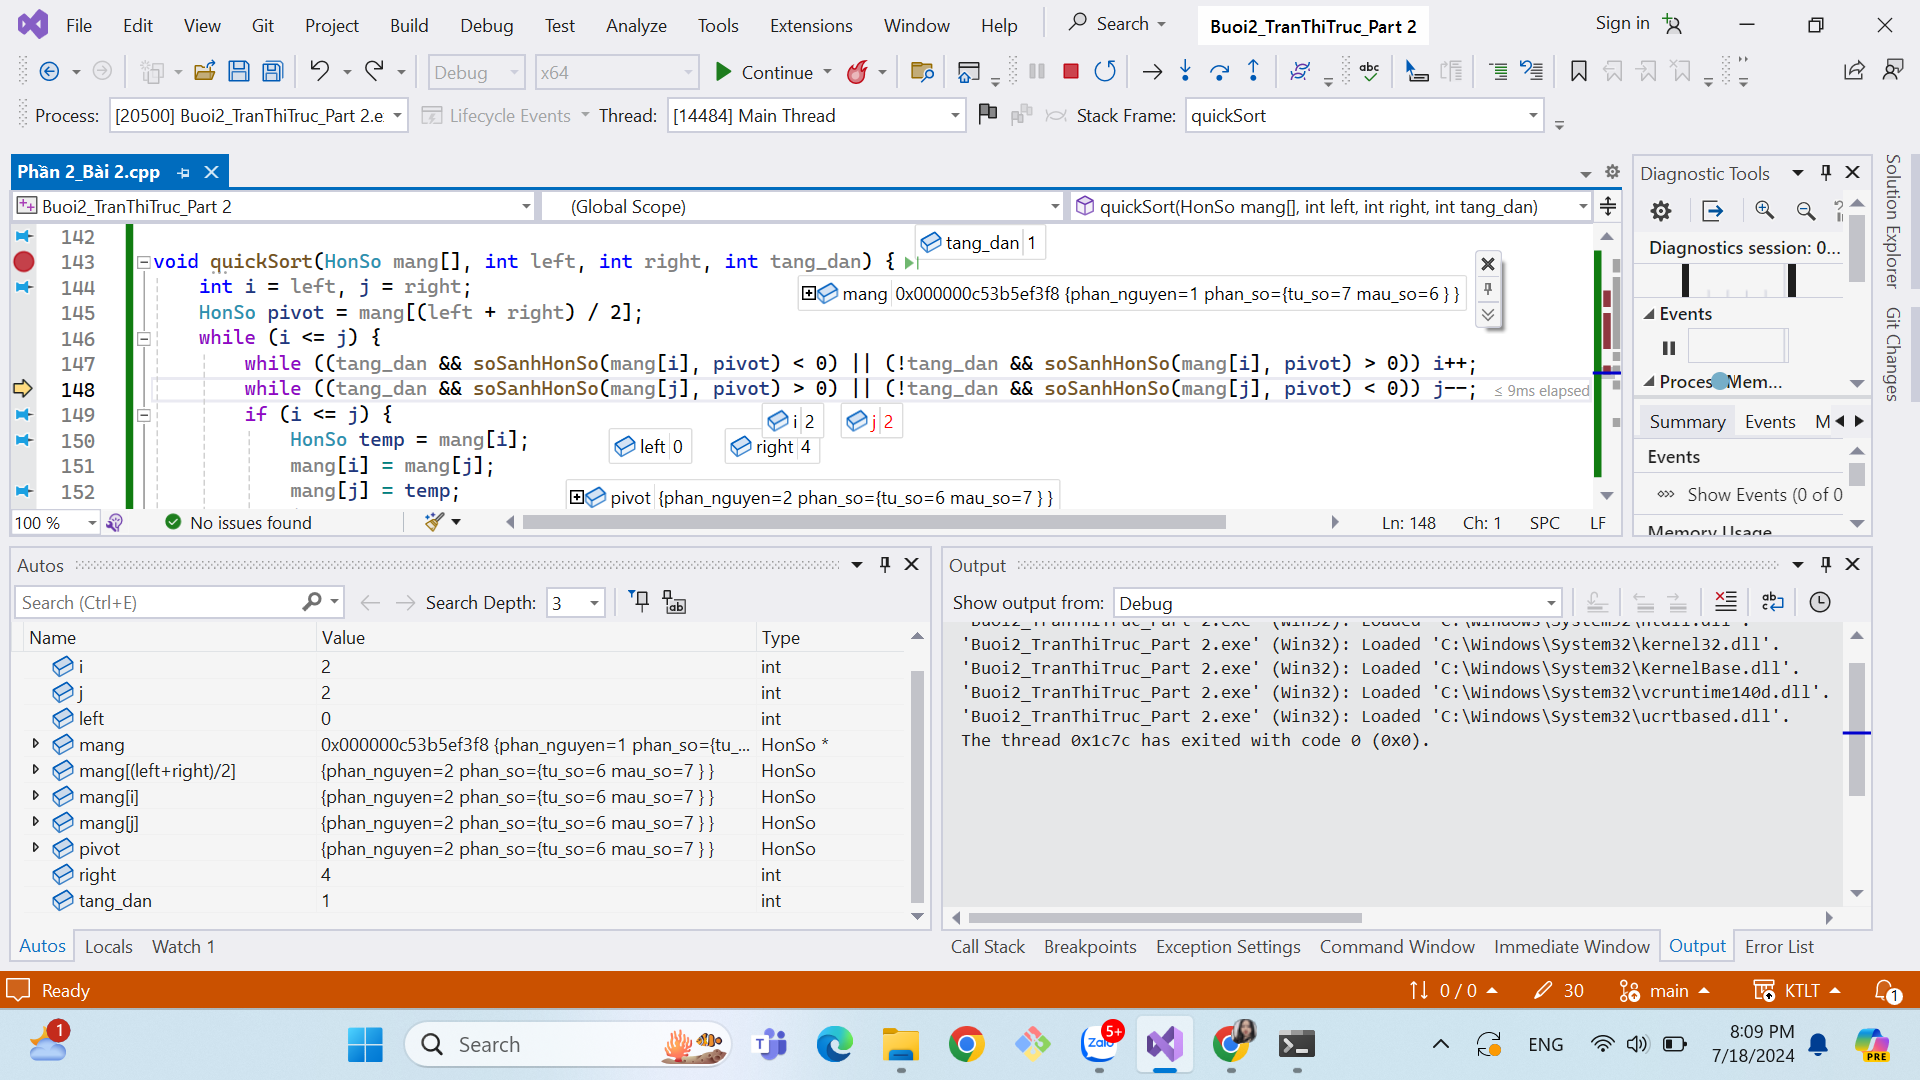 File Edit View Git Project Build Debug Test Analyze Tools Extensions Window Help Search Buoi2_TranThiTruc_Part 2 Sign in
Debug x64 Continue
Process: [20500] Buoi2_TranThiTruc_Part 2.e: Lifecycle Events Thread: [14484] Main Thread Stack Frame: quickSort
Phần 2_Bài 2.cpp
Buoi2_TranThiTruc_Part 2 (Global Scope) quickSort(HonSo mang[], int left, int right, int tang_dan)
142
tang_dan 1
143 void quickSort(HonSo mang[], int left, int right, int tang_dan) {
144 int i = left, j = right;
mang 0x000000c53b5ef3f8 {phan_nguyen=1 phan_so={tu_so=7 mau_so=6 } }
145 HonSo pivot = mang[(left + right) / 2];
146 while (i <= j) {
147 while ((tang_dan && soSanhHonSo(mang[i], pivot) < 0) || (!tang_dan && soSanhHonSo(mang[i], pivot) > 0)) i++;
148 while ((tang_dan && soSanhHonSo(mang[j], pivot) > 0) || (!tang_dan && soSanhHonSo(mang[j], pivot) < 0)) j--; ≤ 9ms elapsed
149 if (i <= j) {
i 2 j 2
150 HonSo temp = mang[i];
left 0 right 4
151 mang[i] = mang[j];
152 mang[j] = temp;
pivot {phan_nguyen=2 phan_so={tu_so=6 mau_so=7 } }
100 % No issues found Ln: 148 Ch: 1 SPC LF
Diagnostic Tools
Diagnostics session: 0...
Events
Process Mem...
Summary Events M
Events
Show Events (0 of 0
Memory Usage
Solution Explorer
Git Changes
Autos
Search (Ctrl+E) Search Depth: 3
Name Value Type
i 2 int
j 2 int
left 0 int
mang 0x000000c53b5ef3f8 {phan_nguyen=1 phan_so={tu_... HonSo *
mang[(left+right)/2] {phan_nguyen=2 phan_so={tu_so=6 mau_so=7 } } HonSo
mang[i] {phan_nguyen=2 phan_so={tu_so=6 mau_so=7 } } HonSo
mang[j] {phan_nguyen=2 phan_so={tu_so=6 mau_so=7 } } HonSo
pivot {phan_nguyen=2 phan_so={tu_so=6 mau_so=7 } } HonSo
right 4 int
tang_dan 1 int
Autos Locals Watch 1
Output
Show output from: Debug
'Buoi2_TranThiTruc_Part 2.exe' (Win32): Loaded 'C:\Windows\System32\ntdll.dll'.
'Buoi2_TranThiTruc_Part 2.exe' (Win32): Loaded 'C:\Windows\System32\kernel32.dll'.
'Buoi2_TranThiTruc_Part 2.exe' (Win32): Loaded 'C:\Windows\System32\KernelBase.dll'.
'Buoi2_TranThiTruc_Part 2.exe' (Win32): Loaded 'C:\Windows\System32\vcruntime140d.dll'.
'Buoi2_TranThiTruc_Part 2.exe' (Win32): Loaded 'C:\Windows\System32\ucrtbased.dll'.
The thread 0x1c7c has exited with code 0 (0x0).
Call Stack Breakpoints Exception Settings Command Window Immediate Window Output Error List
Ready 0 / 0 30 main KTLT 1
1 Search 5+ Zalo ENG 8:09 PM
7/18/2024
PRE